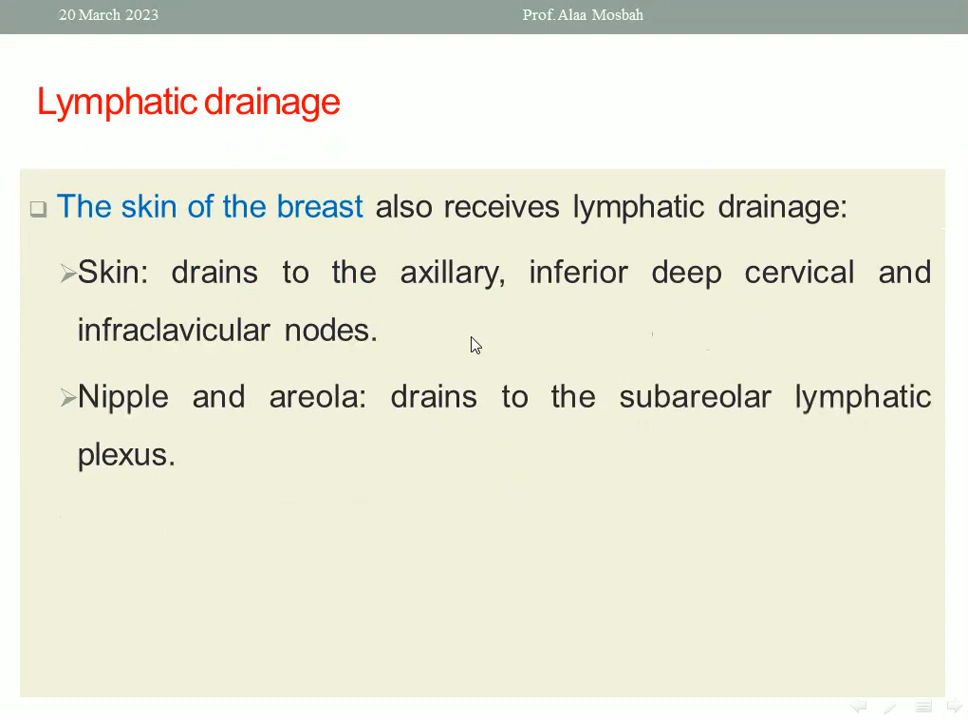 20 March 2023 Prof. Alaa Mosbah
Lymphatic drainage
The skin of the breast also receives lymphatic drainage:
Skin: drains to the axillary, inferior deep cervical and
infraclavicular nodes.
Nipple and areola: drains to the subareolar lymphatic
plexus.